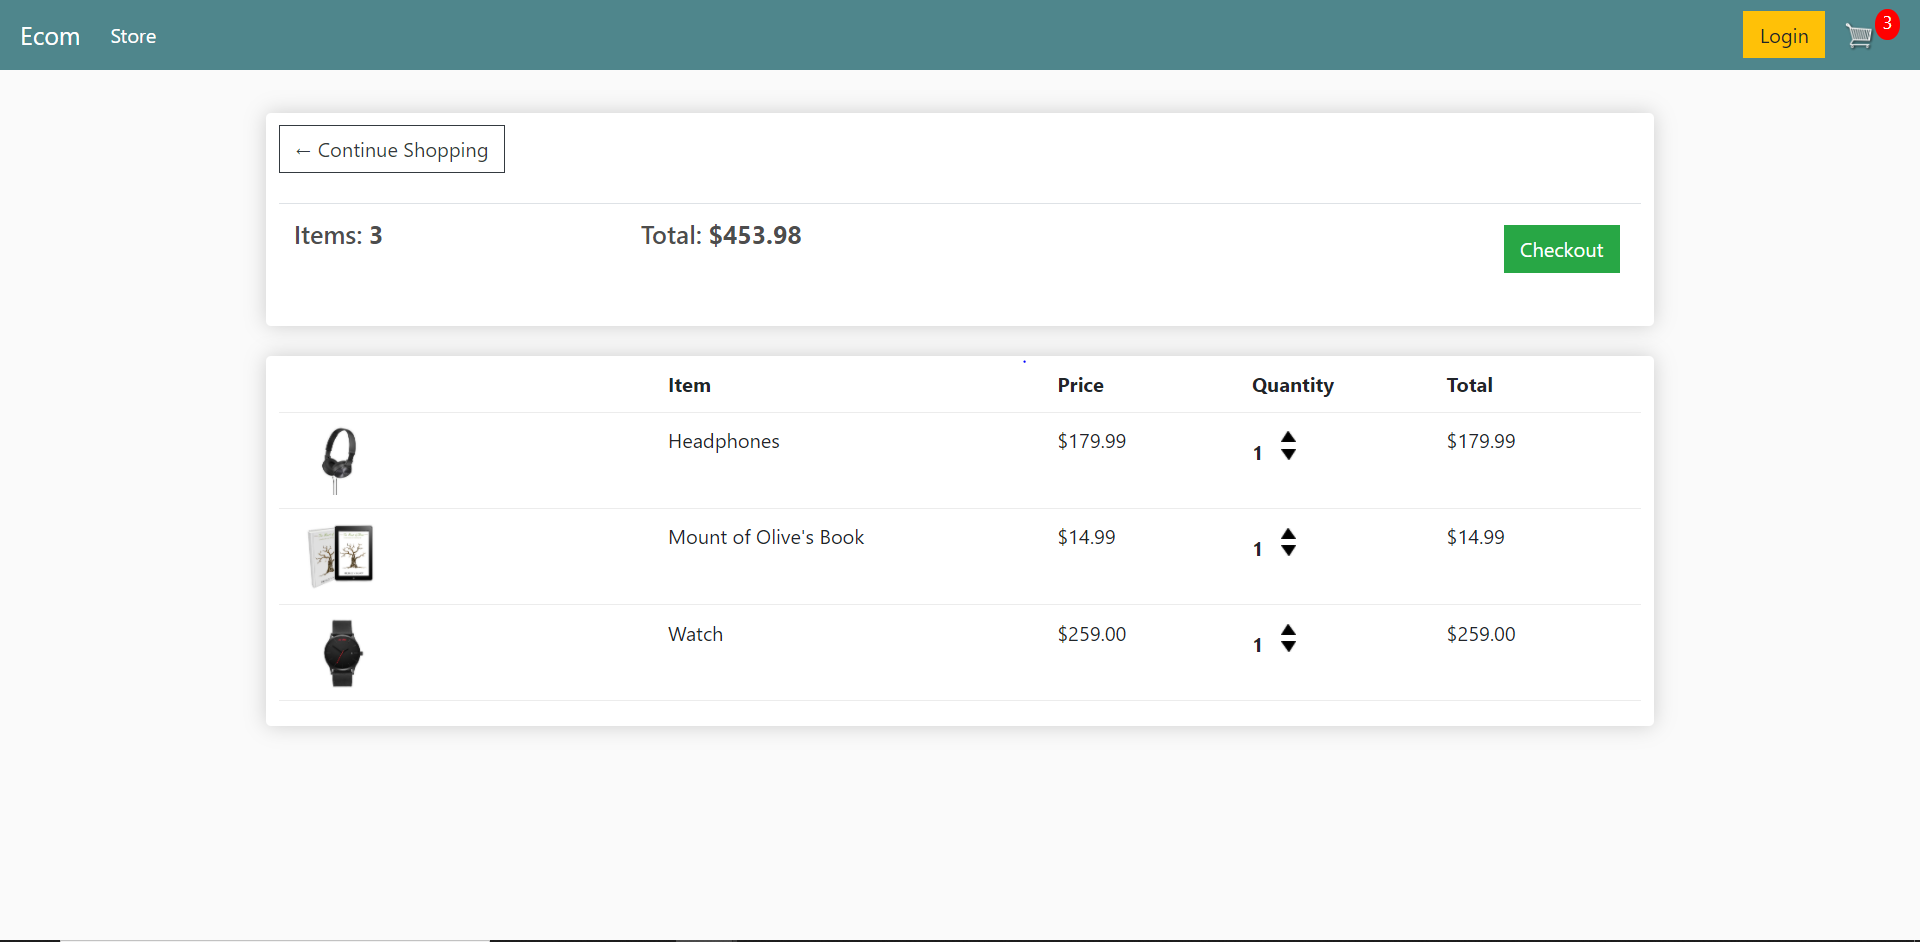 Ecom Store Login 3
← Continue Shopping
Items: 3 Total: $453.98 Checkout
Item Price Quantity Total
Headphones $179.99 1 $179.99
Mount of Olive's Book $14.99 1 $14.99
Watch $259.00 1 $259.00